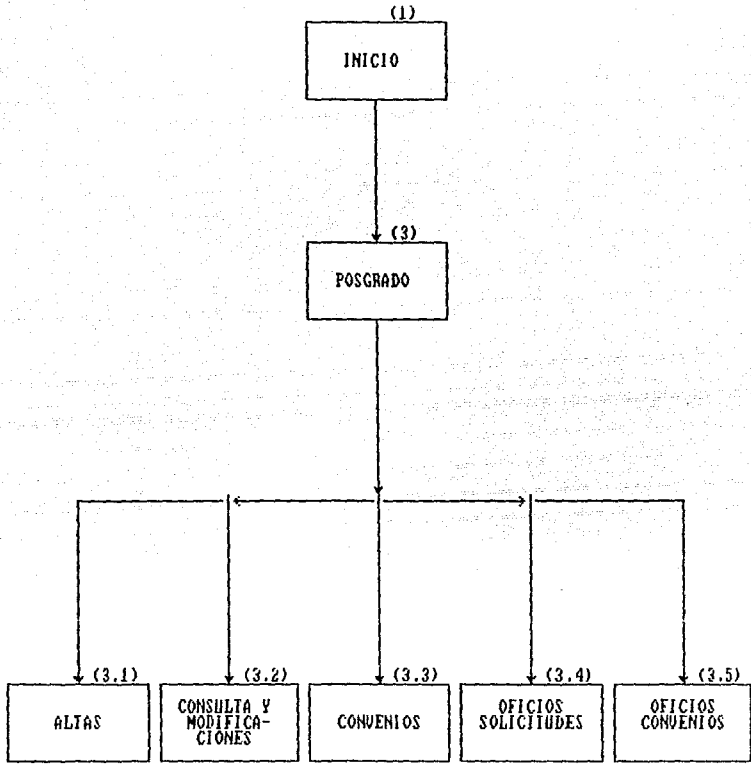 (1)
INICIO
(3)
POSGRADO
(3.1)
ALTAS
(3.2)
CONSULTA Y
MODIFICA-
CIONES
(3.3)
CONVENIOS
(3.4)
OFICIOS
SOLICITUDES
(3.5)
OFICIOS
CONVENIOS